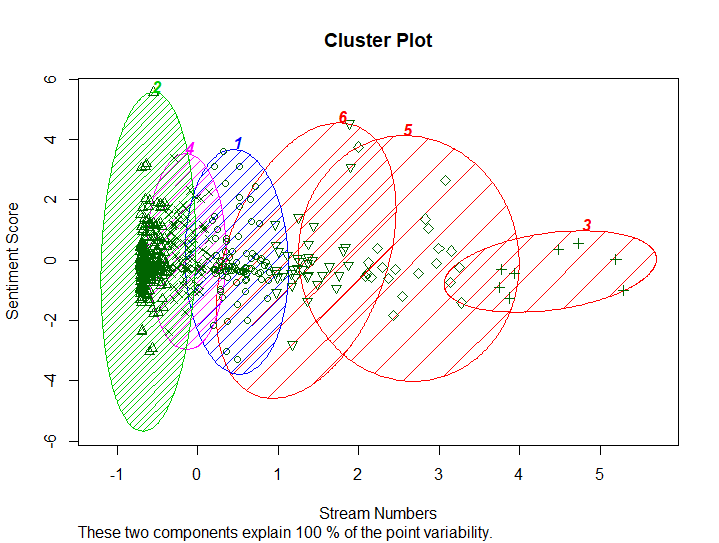 Cluster Plot
2
4
1
6
5
3
Sentiment Score
6
4
2
0
-2
-4
-6
-1 0 1 2 3 4 5
Stream Numbers
These two components explain 100 % of the point variability.